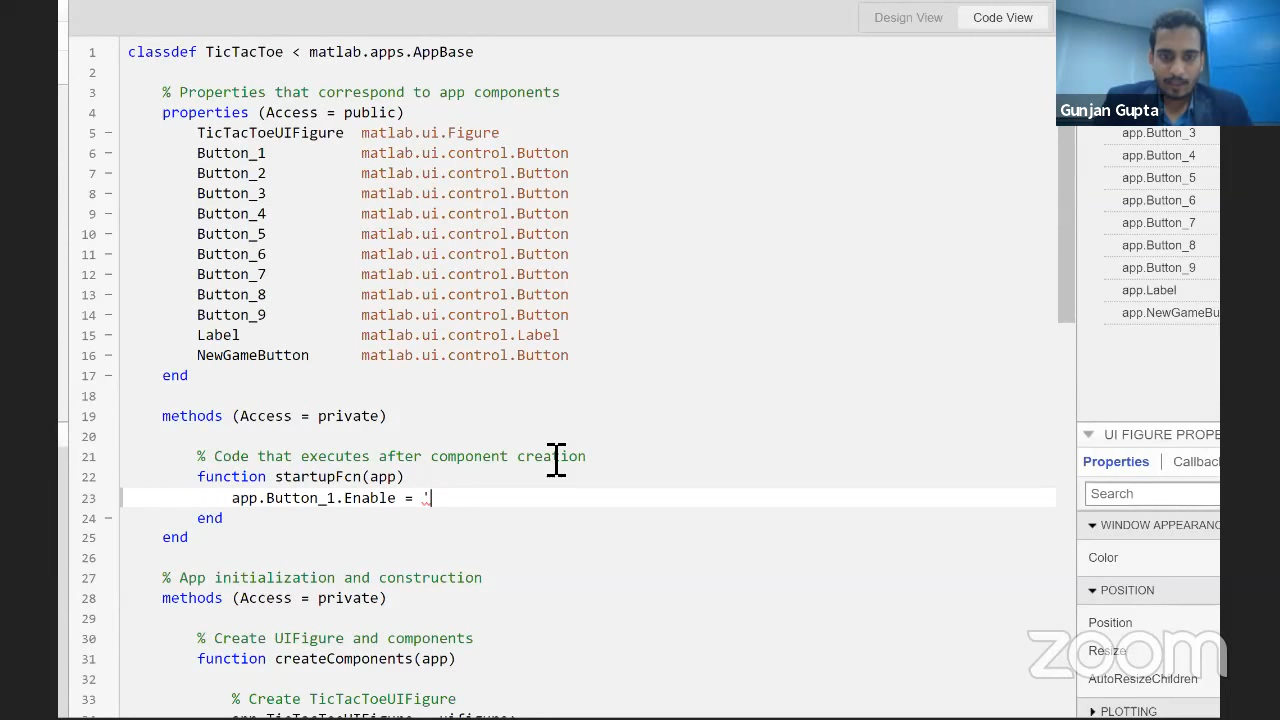 Design View
Code View
1 classdef TicTacToe < matlab.apps.AppBase
2
3 % Properties that correspond to app components
4 properties (Access = public)
5 – TicTacToeUIFigure matlab.ui.Figure
6 – Button_1 matlab.ui.control.Button
7 – Button_2 matlab.ui.control.Button
8 – Button_3 matlab.ui.control.Button
9 – Button_4 matlab.ui.control.Button
10 – Button_5 matlab.ui.control.Button
11 – Button_6 matlab.ui.control.Button
12 – Button_7 matlab.ui.control.Button
13 – Button_8 matlab.ui.control.Button
14 – Button_9 matlab.ui.control.Button
15 – Label matlab.ui.control.Label
16 – NewGameButton matlab.ui.control.Button
17 – end
18
19 methods (Access = private)
20
21 % Code that executes after component creation
22 function startupFcn(app)
23 app.Button_1.Enable = '
24 – end
25 end
26
27 % App initialization and construction
28 methods (Access = private)
29
30 % Create UIFigure and components
31 function createComponents(app)
32
33 % Create TicTacToeUIFigure
app.TicTacToeUIFigure = uifigure;
Gunjan Gupta
app.Button_3
app.Button_4
app.Button_5
app.Button_6
app.Button_7
app.Button_8
app.Button_9
app.Label
app.NewGameBu
UI FIGURE PROPE
Properties
Callbac
Search
WINDOW APPEARANC
Color
POSITION
Position
Resize
AutoResizeChildren
PLOTTING
zoom